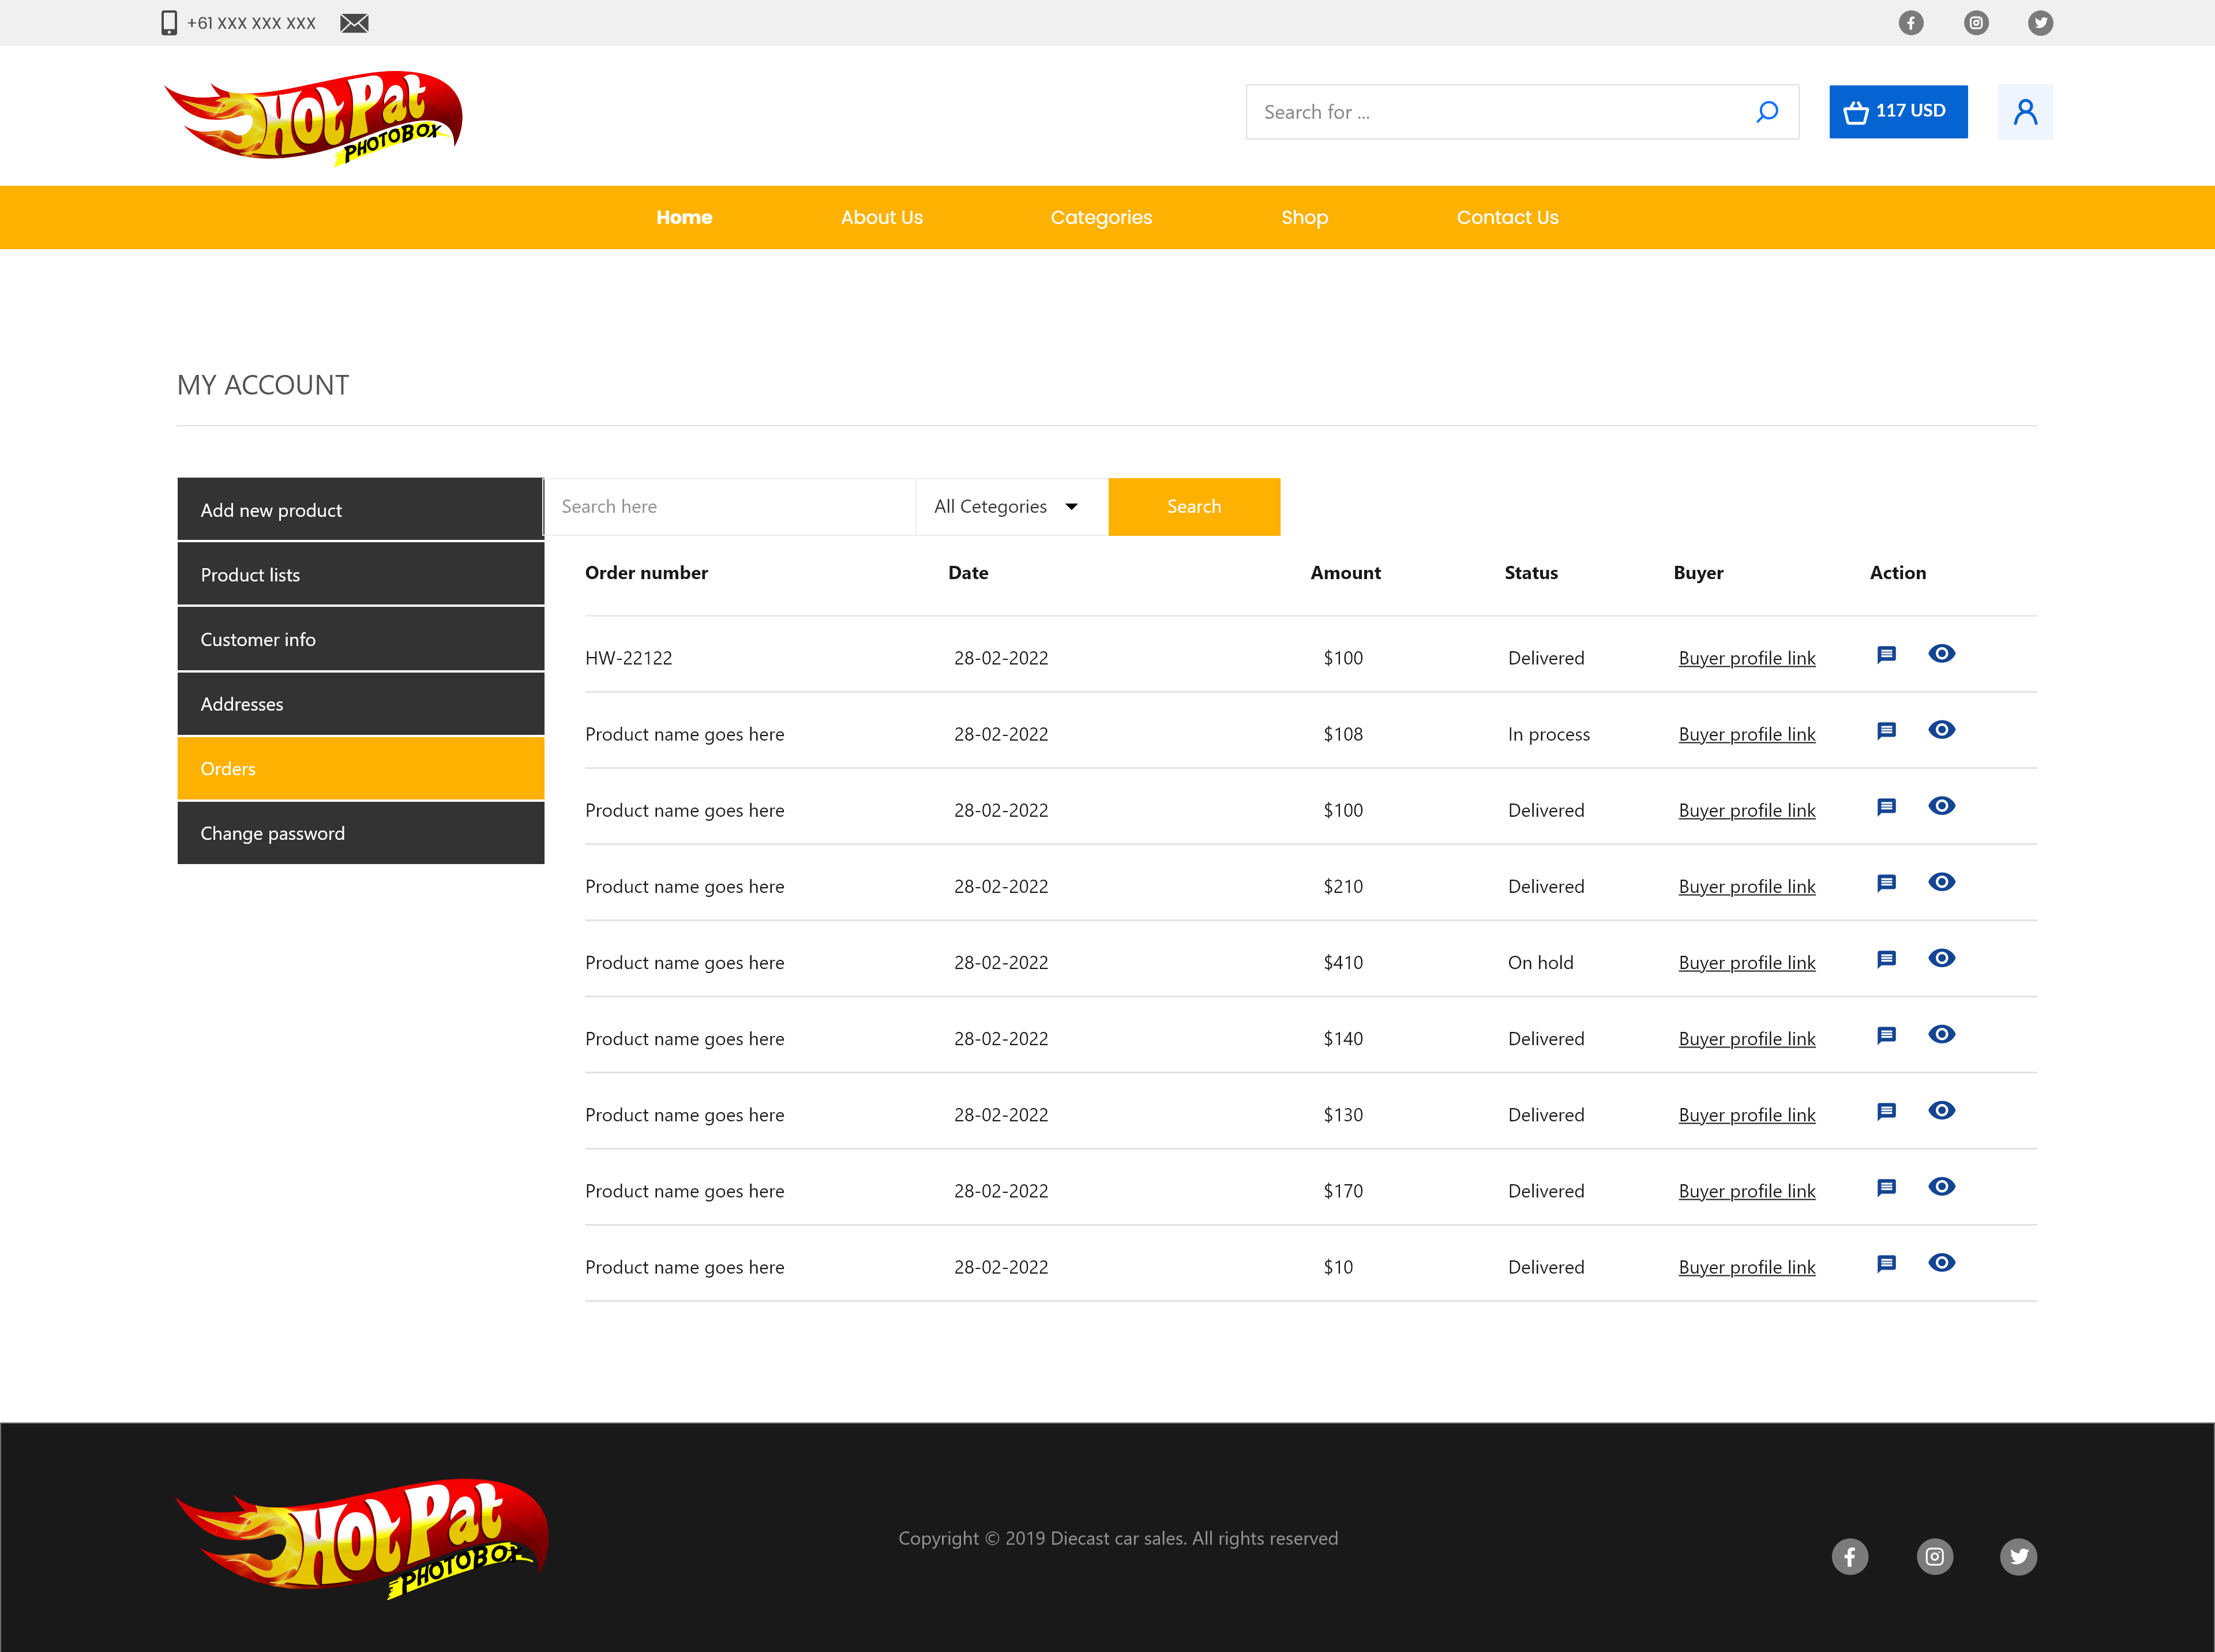 +61 XXX XXX XXX
Hot Pat
PHOTOBOX
Search for ...
117 USD
Home About Us Categories Shop Contact Us
MY ACCOUNT
Add new product
Product lists
Customer info
Addresses
Orders
Change password
Search here All Cetegories Search
Order number Date Amount Status Buyer Action
HW-22122 28-02-2022 $100 Delivered Buyer profile link
Product name goes here 28-02-2022 $108 In process Buyer profile link
Product name goes here 28-02-2022 $100 Delivered Buyer profile link
Product name goes here 28-02-2022 $210 Delivered Buyer profile link
Product name goes here 28-02-2022 $410 On hold Buyer profile link
Product name goes here 28-02-2022 $140 Delivered Buyer profile link
Product name goes here 28-02-2022 $130 Delivered Buyer profile link
Product name goes here 28-02-2022 $170 Delivered Buyer profile link
Product name goes here 28-02-2022 $10 Delivered Buyer profile link
Hot Pat
PHOTOBOX
Copyright © 2019 Diecast car sales. All rights reserved